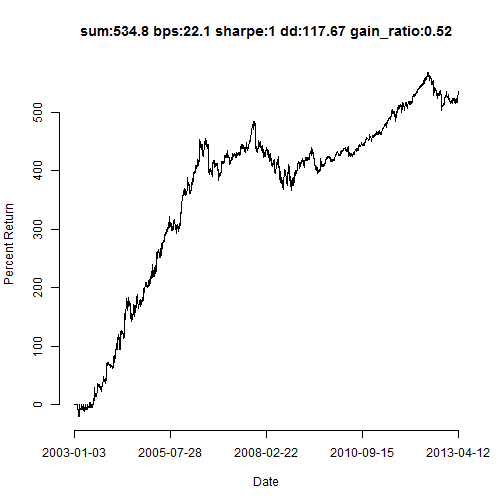 sum:534.8 bps:22.1 sharpe:1 dd:117.67 gain_ratio:0.52
Percent Return
500
400
300
200
100
0
2003-01-03 2005-07-28 2008-02-22 2010-09-15 2013-04-12
Date